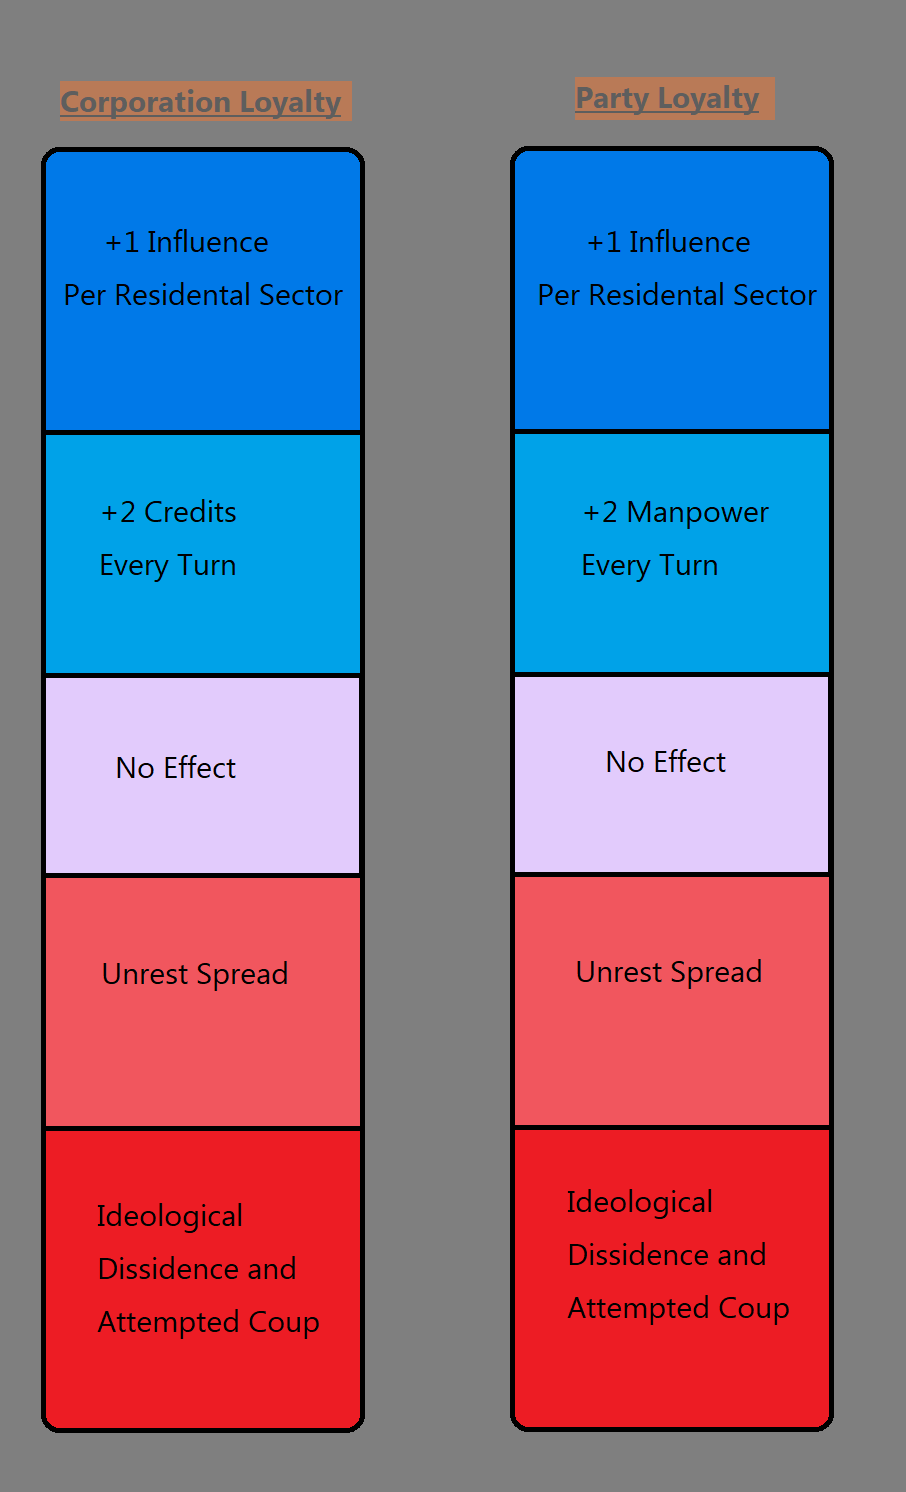 Corporation Loyalty
+1 Influence
Per Residental Sector
+2 Credits
Every Turn
No Effect
Unrest Spread
Ideological
Dissidence and
Attempted Coup
Party Loyalty
+1 Influence
Per Residental Sector
+2 Manpower
Every Turn
No Effect
Unrest Spread
Ideological
Dissidence and
Attempted Coup